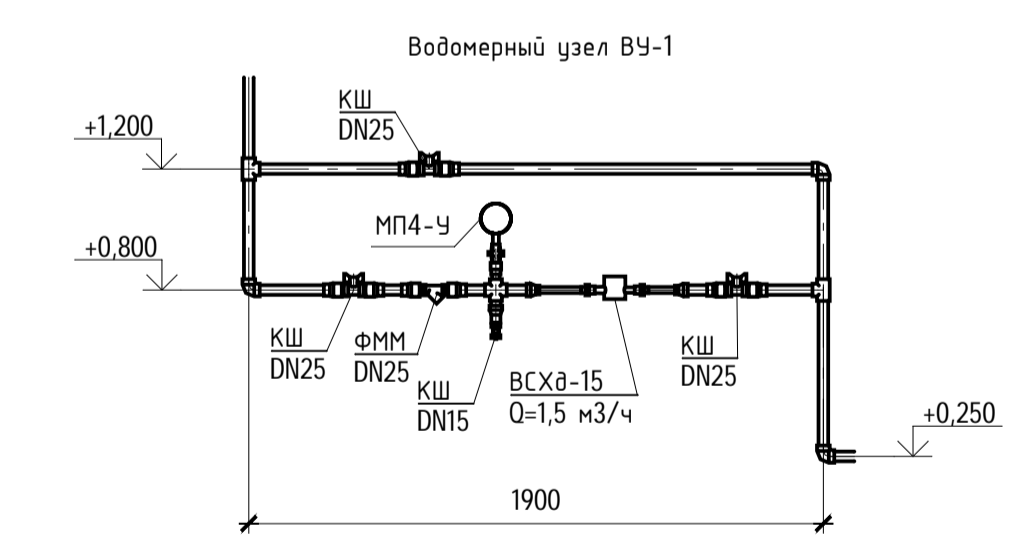 Водомерный узел ВУ-1
КШ
DN25
+1,200
МП4-У
+0,800
КШ
DN25
ФММ
DN25
КШ
DN15
ВСХд-15
Q=1,5 м3/ч
КШ
DN25
+0,250
1900